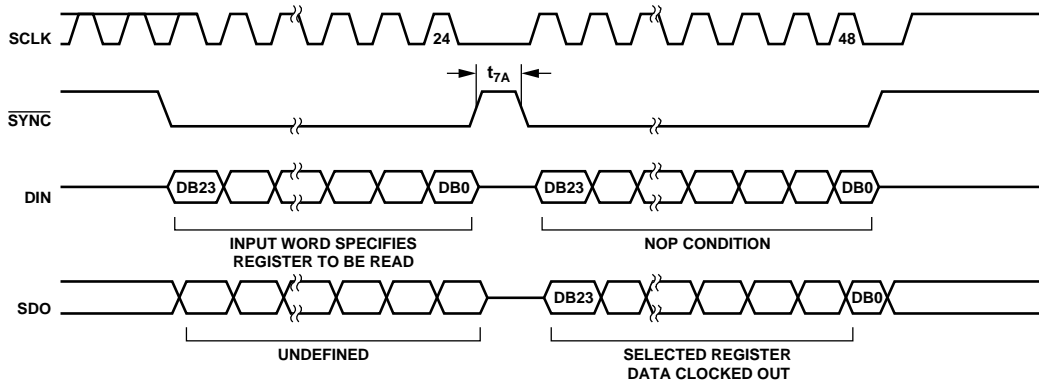 SCLK
24
48
t7A
SYNC
DIN
DB23
DB0
DB23
DB0
INPUT WORD SPECIFIES
REGISTER TO BE READ
NOP CONDITION
SDO
DB23
DB0
UNDEFINED
SELECTED REGISTER
DATA CLOCKED OUT